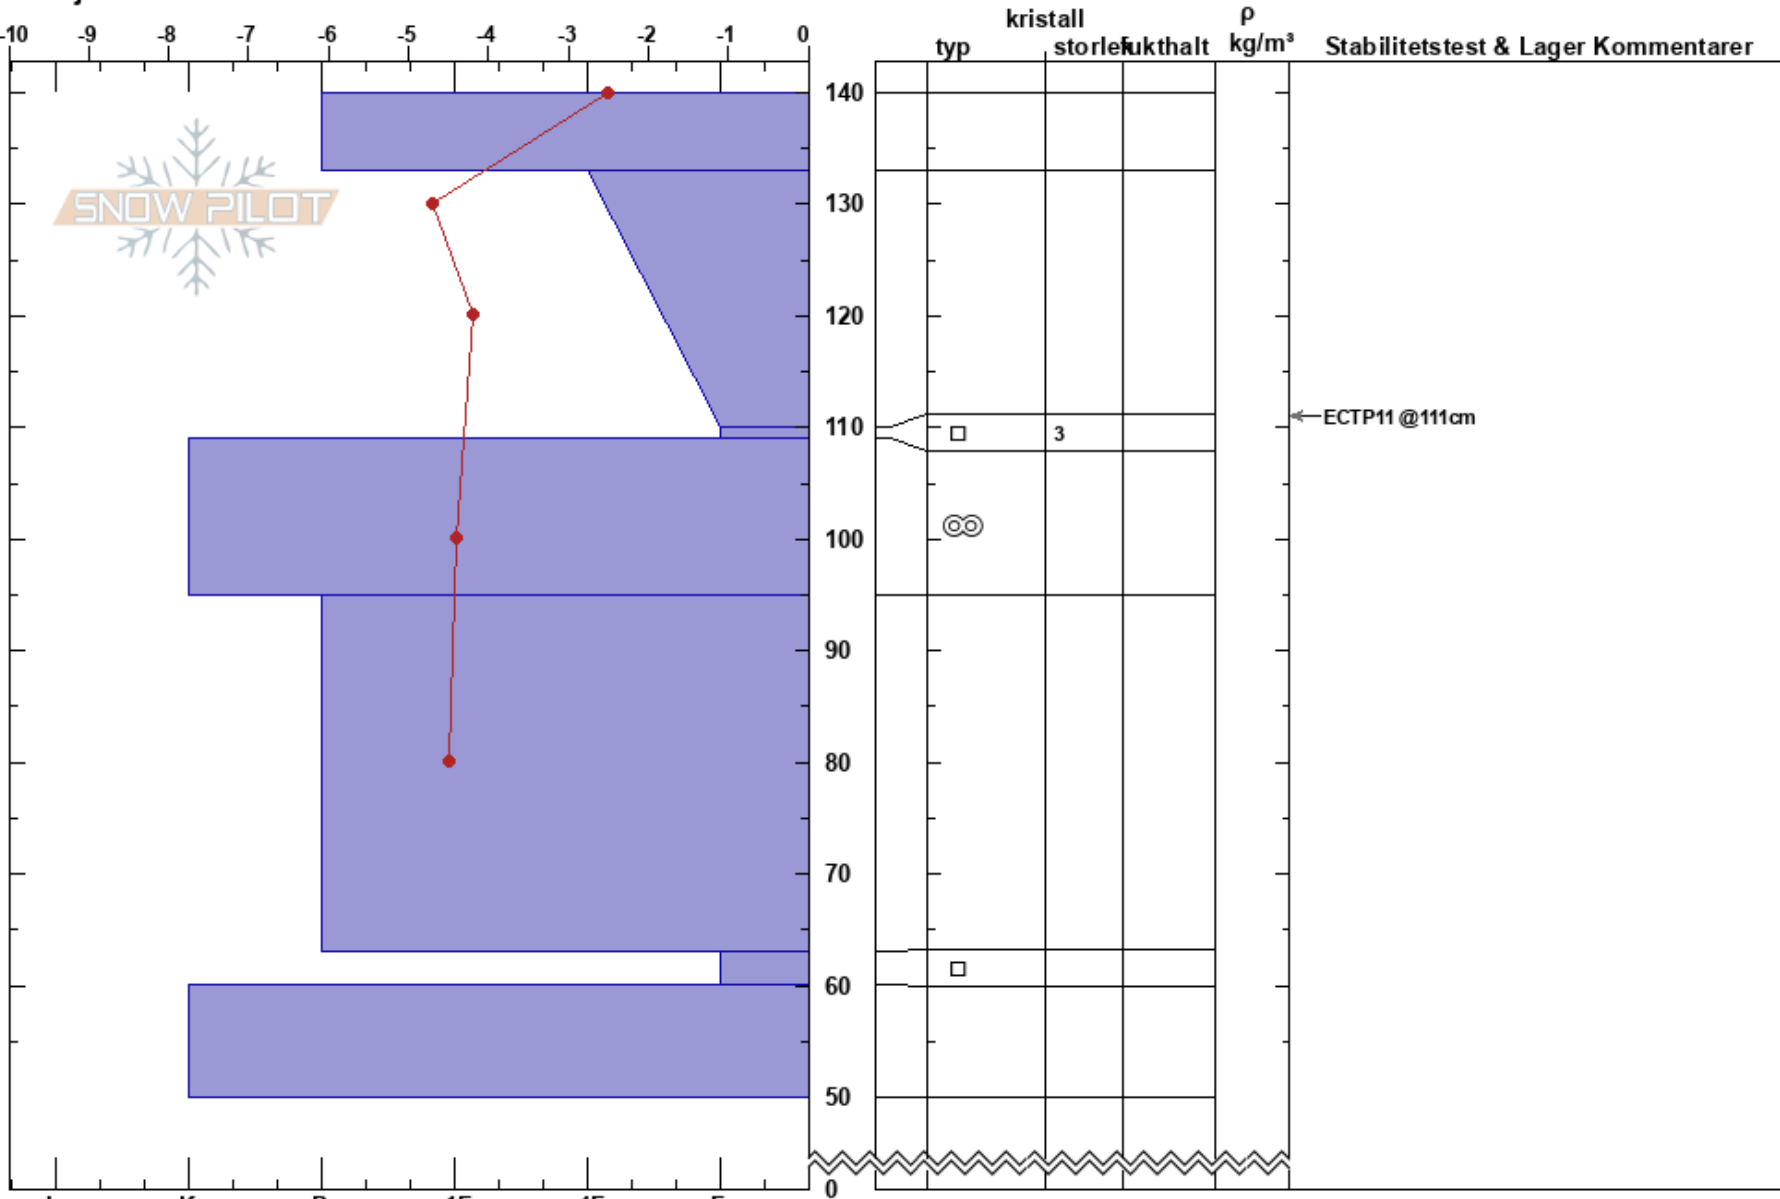 kristall ρ
-10 -9 -8 -7 -6 -5 -4 -3 -2 -1 0
typ storlek fukthalt kg/m³ Stabilitetstest & Lager Kommentarer
140
SNOW PILOT
130
120
ECTP11 @111cm
110
3
100
90
80
70
60
50
0